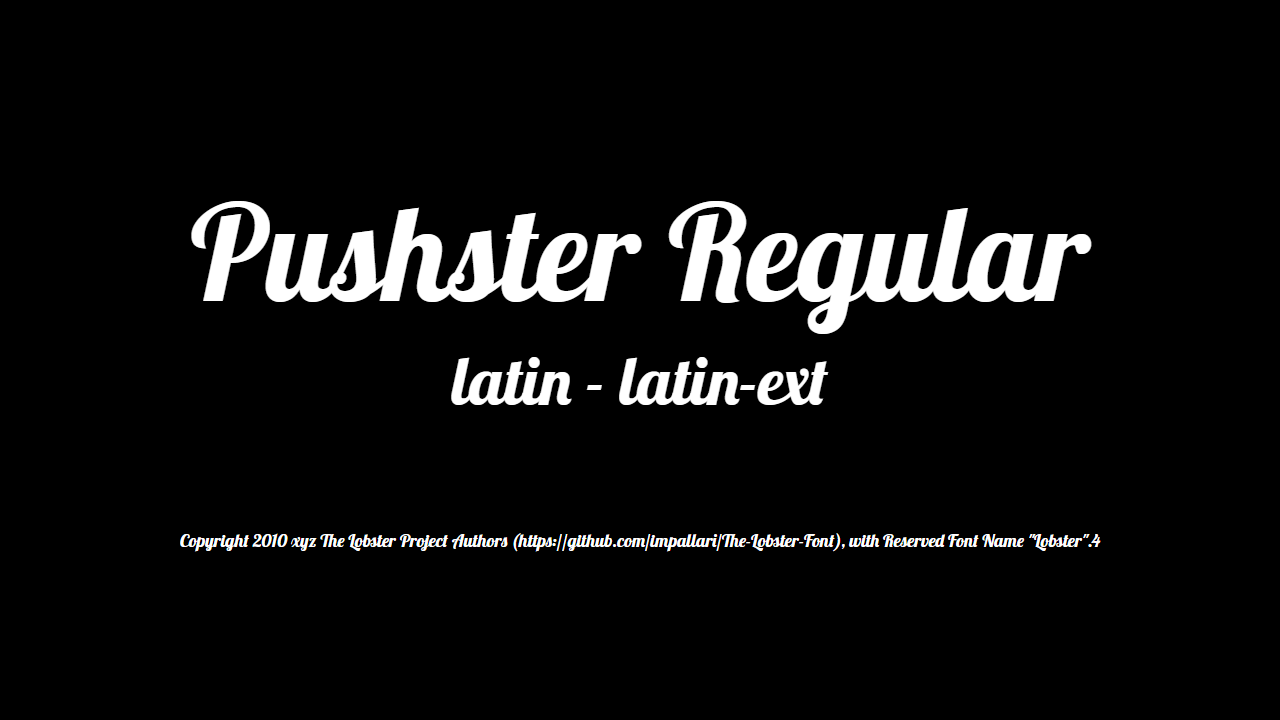 Pushster Regular
latin - latin-ext
Copyright 2010 xyz The Lobster Project Authors (https://github.com/impallari/The-Lobster-Font), with Reserved Font Name "Lobster".4